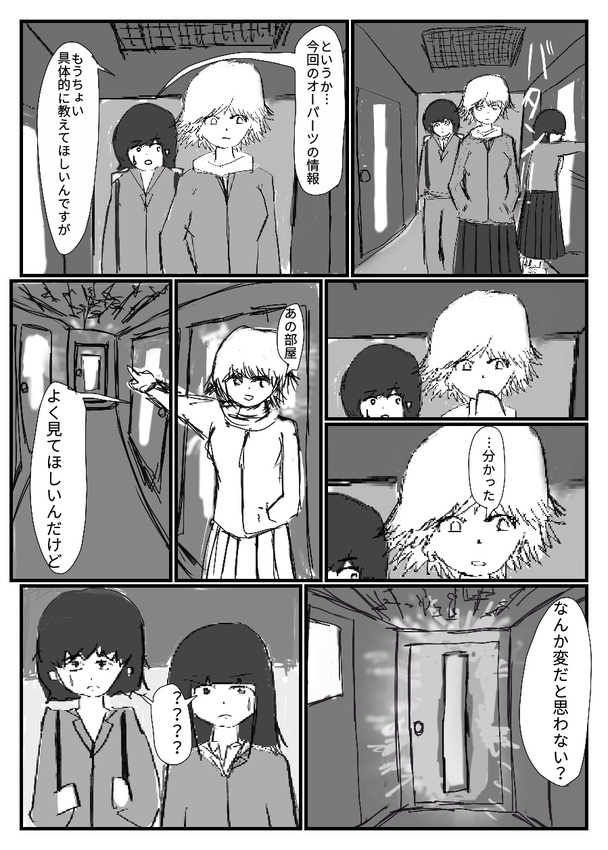 バタン
というか…
今回のオーパーツの情報
もうちょい
具体的に教えてほしいんですが
…分かった
あの部屋
よく見てほしいんだけど
なんか変だと思わない？
？？？？